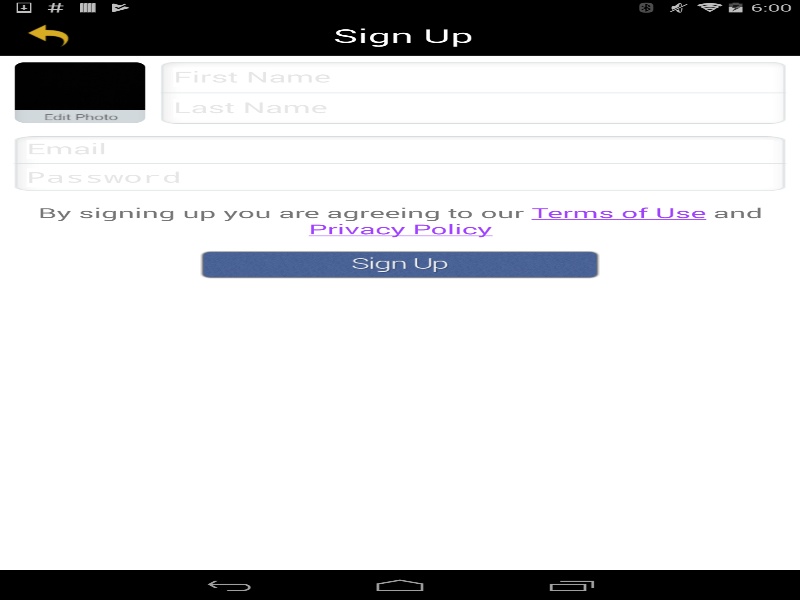 6:00
Sign Up
First Name
Last Name
Edit Photo
Email
Password
By signing up you are agreeing to our Terms of Use and
Privacy Policy
Sign Up